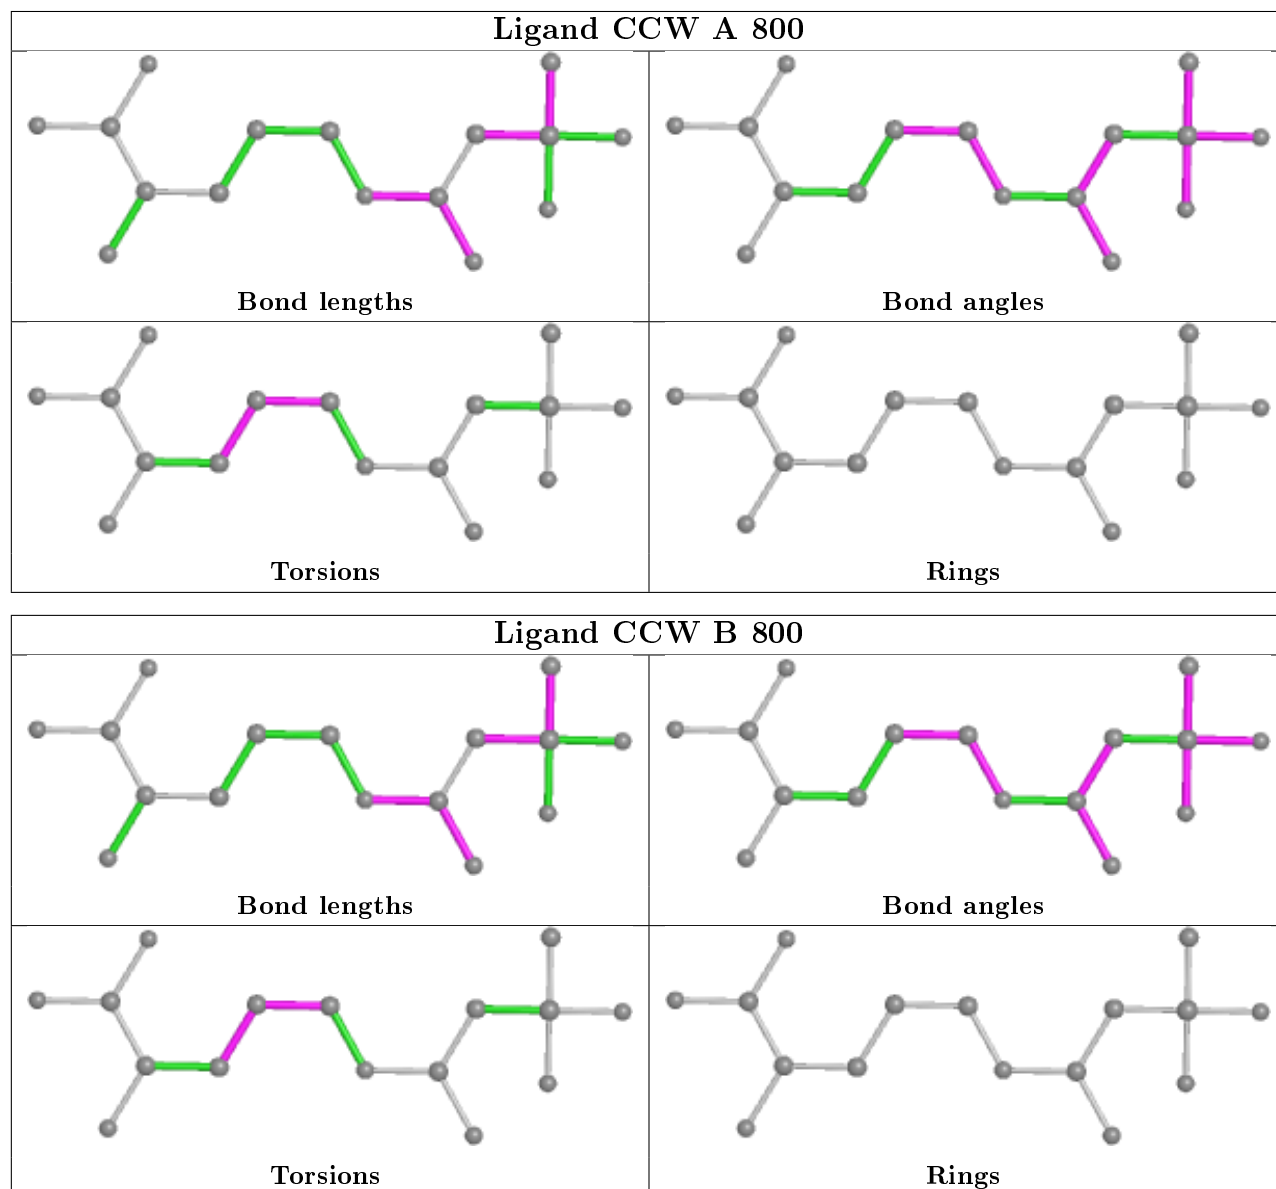 Ligand CCW A 800
Bond lengths
Bond angles
Torsions
Rings
Ligand CCW B 800
Bond lengths
Bond angles
Torsions
Rings